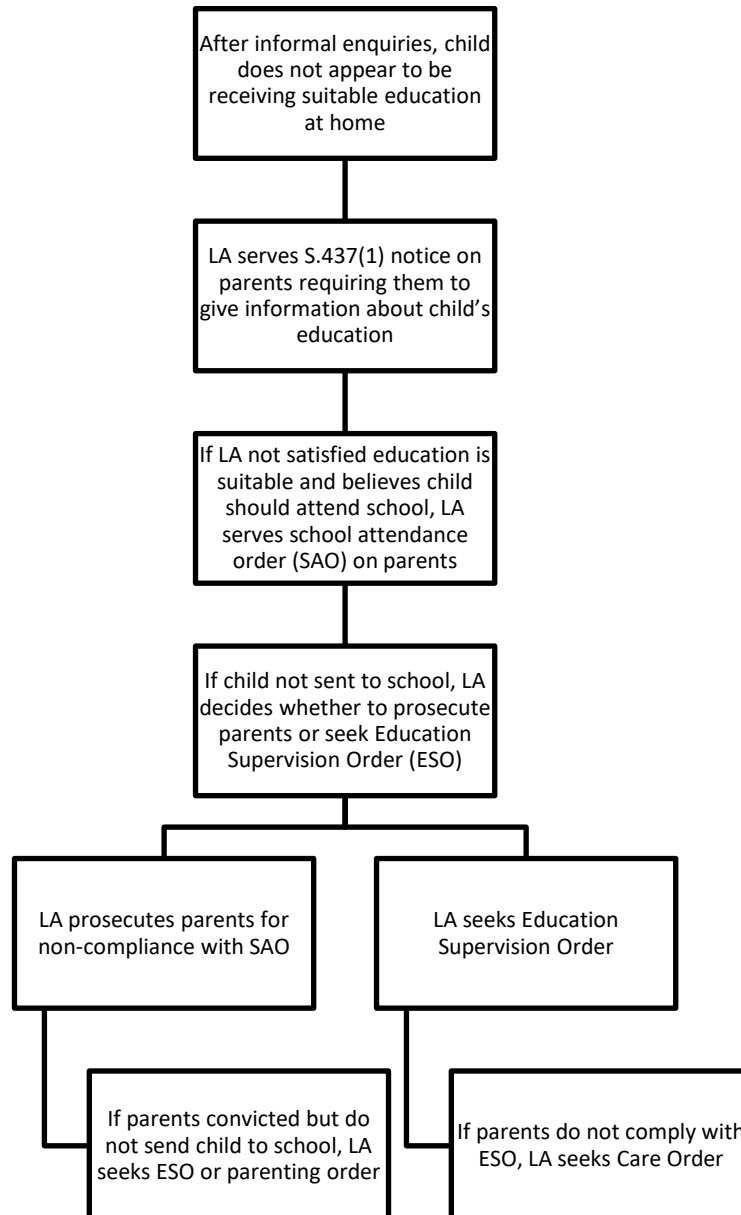 After informal enquiries, child
does not appear to be
receiving suitable education
at home
LA serves S.437(1) notice on
parents requiring them to
give information about child’s
education
If LA not satisfied education is
suitable and believes child
should attend school, LA
serves school attendance
order (SAO) on parents
If child not sent to school, LA
decides whether to prosecute
parents or seek Education
Supervision Order (ESO)
LA prosecutes parents for
non-compliance with SAO
LA seeks Education
Supervision Order
If parents convicted but do
not send child to school, LA
seeks ESO or parenting order
If parents do not comply with
ESO, LA seeks Care Order